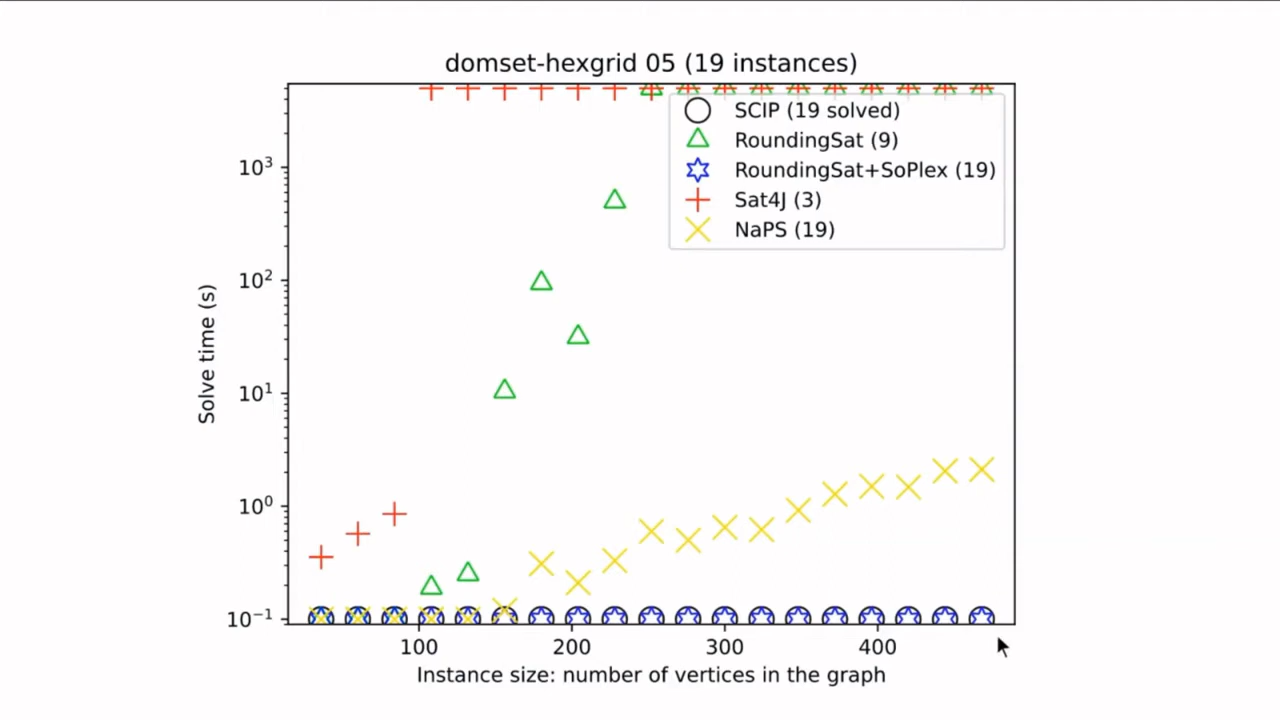 domset-hexgrid 05 (19 instances)
SCIP (19 solved)
RoundingSat (9)
RoundingSat+SoPlex (19)
Sat4J (3)
NaPS (19)
Solve time (s)
10³
10²
10¹
10⁰
10⁻¹
100 200 300 400
Instance size: number of vertices in the graph